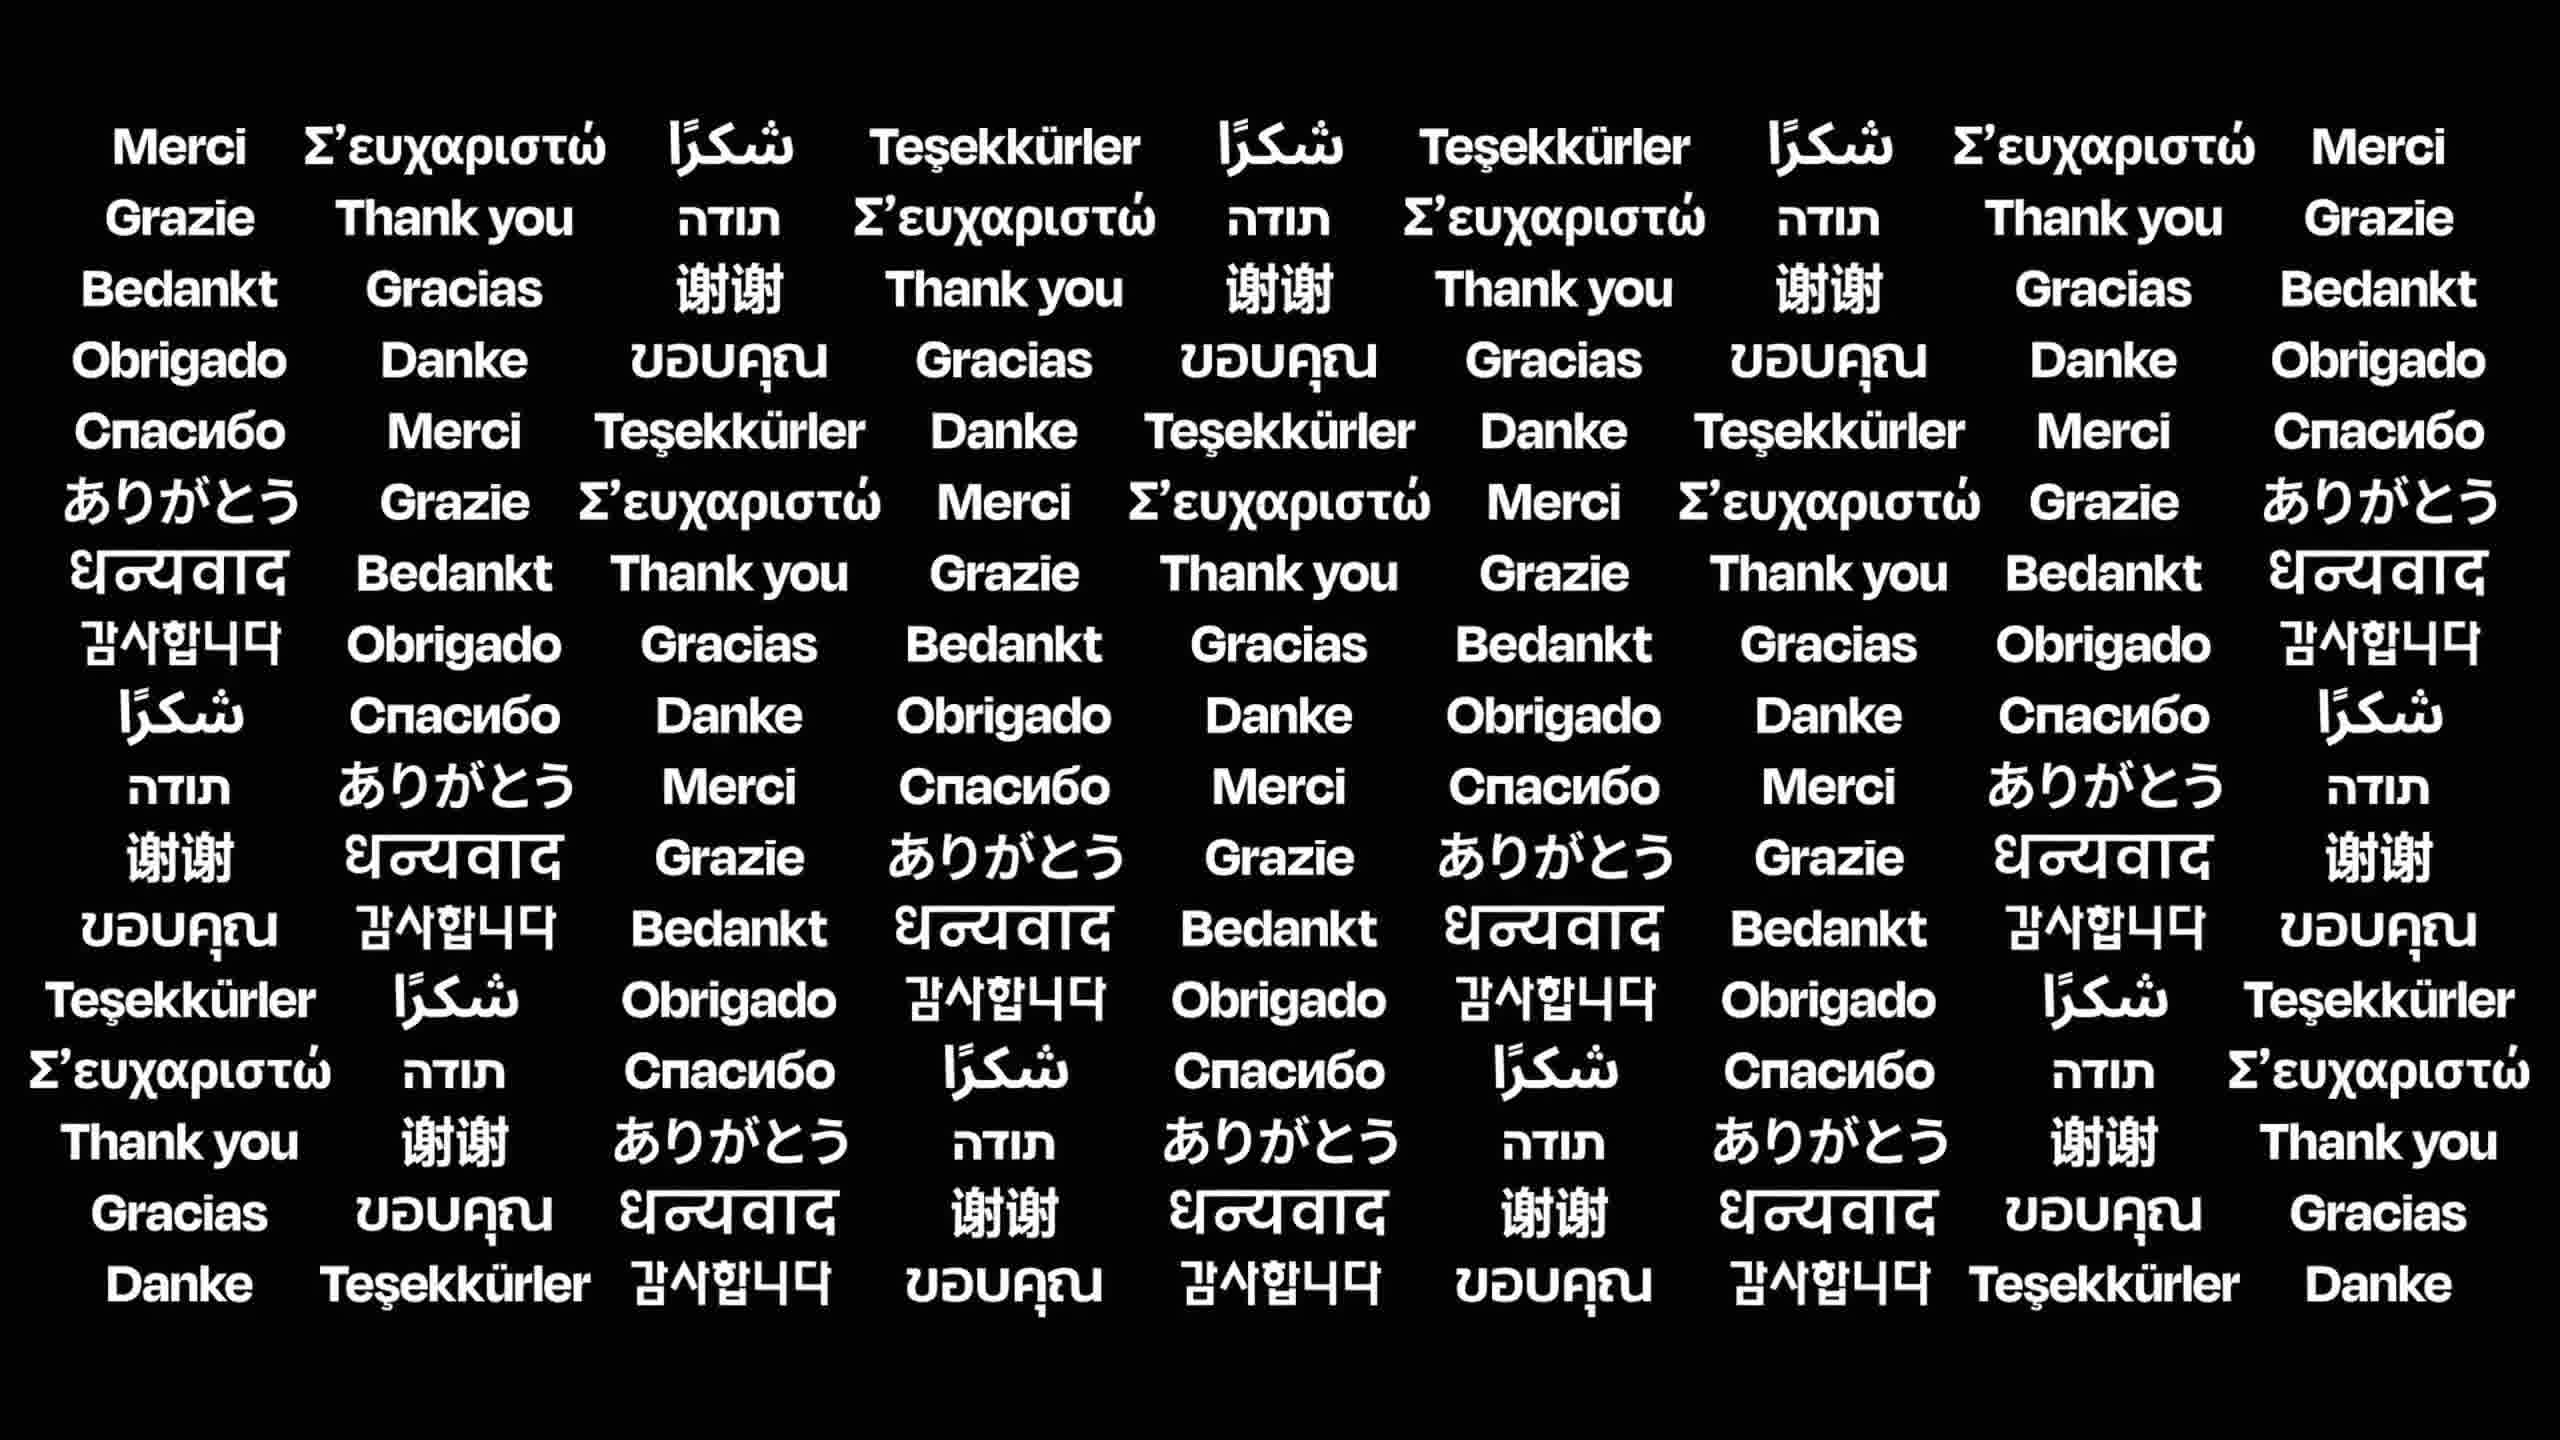 Merci Σ’ευχαριστώ شكرًا Teşekkürler شكرًا Teşekkürler شكرًا Σ’ευχαριστώ Merci
Grazie Thank you תודה Σ’ευχαριστώ תודה Σ’ευχαριστώ תודה Thank you Grazie
Bedankt Gracias 谢谢 Thank you 谢谢 Thank you 谢谢 Gracias Bedankt
Obrigado Danke ขอบคุณ Gracias ขอบคุณ Gracias ขอบคุณ Danke Obrigado
Спасибо Merci Teşekkürler Danke Teşekkürler Danke Teşekkürler Merci Спасибо
ありがとう Grazie Σ’ευχαριστώ Merci Σ’ευχαριστώ Merci Σ’ευχαριστώ Grazie ありがとう
धन्यवाद Bedankt Thank you Grazie Thank you Grazie Thank you Bedankt धन्यवाद
감사합니다 Obrigado Gracias Bedankt Gracias Bedankt Gracias Obrigado 감사합니다
شكرًا Спасибо Danke Obrigado Danke Obrigado Danke Спасибо شكرًا
תודה ありがとう Merci Спасибо Merci Спасибо Merci ありがとう תודה
谢谢 धन्यवाद Grazie ありがとう Grazie ありがとう Grazie धन्यवाद 谢谢
ขอบคุณ 감사합니다 Bedankt धन्यवाद Bedankt धन्यवाद Bedankt 감사합니다 ขอบคุณ
Teşekkürler شكرًا Obrigado 감사합니다 Obrigado 감사합니다 Obrigado شكرًا Teşekkürler
Σ’ευχαριστώ תודה Спасибо شكرًا Спасибо شكرًا Спасибо תודה Σ’ευχαριστώ
Thank you 谢谢 ありがとう תודה ありがとう תודה ありがとう 谢谢 Thank you
Gracias ขอบคุณ धन्यवाद 谢谢 धन्यवाद 谢谢 धन्यवाद ขอบคุณ Gracias
Danke Teşekkürler 감사합니다 ขอบคุณ 감사합니다 ขอบคุณ 감사합니다 Teşekkürler Danke